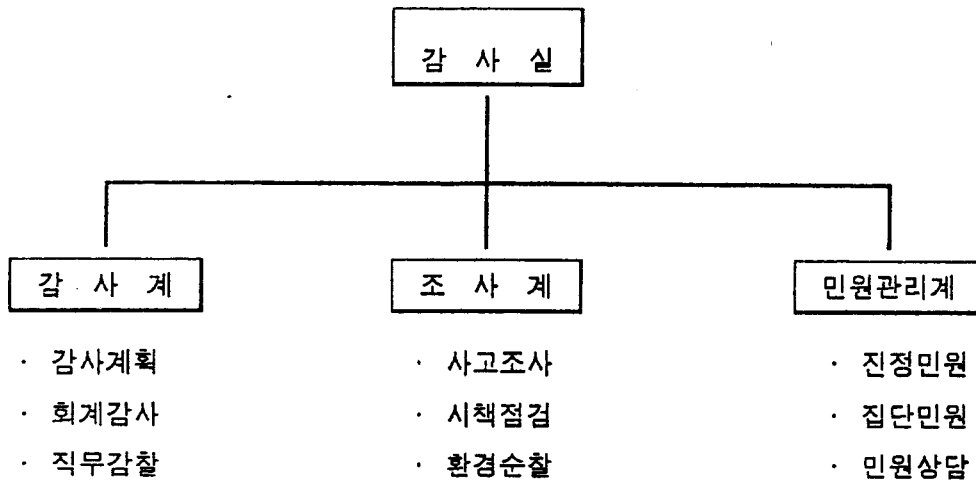 감 사 실
감 사 계
· 감사계획
· 회계감사
· 직무감찰
조 사 계
· 사고조사
· 시책점검
· 환경순찰
민원관리계
· 진정민원
· 집단민원
· 민원상담